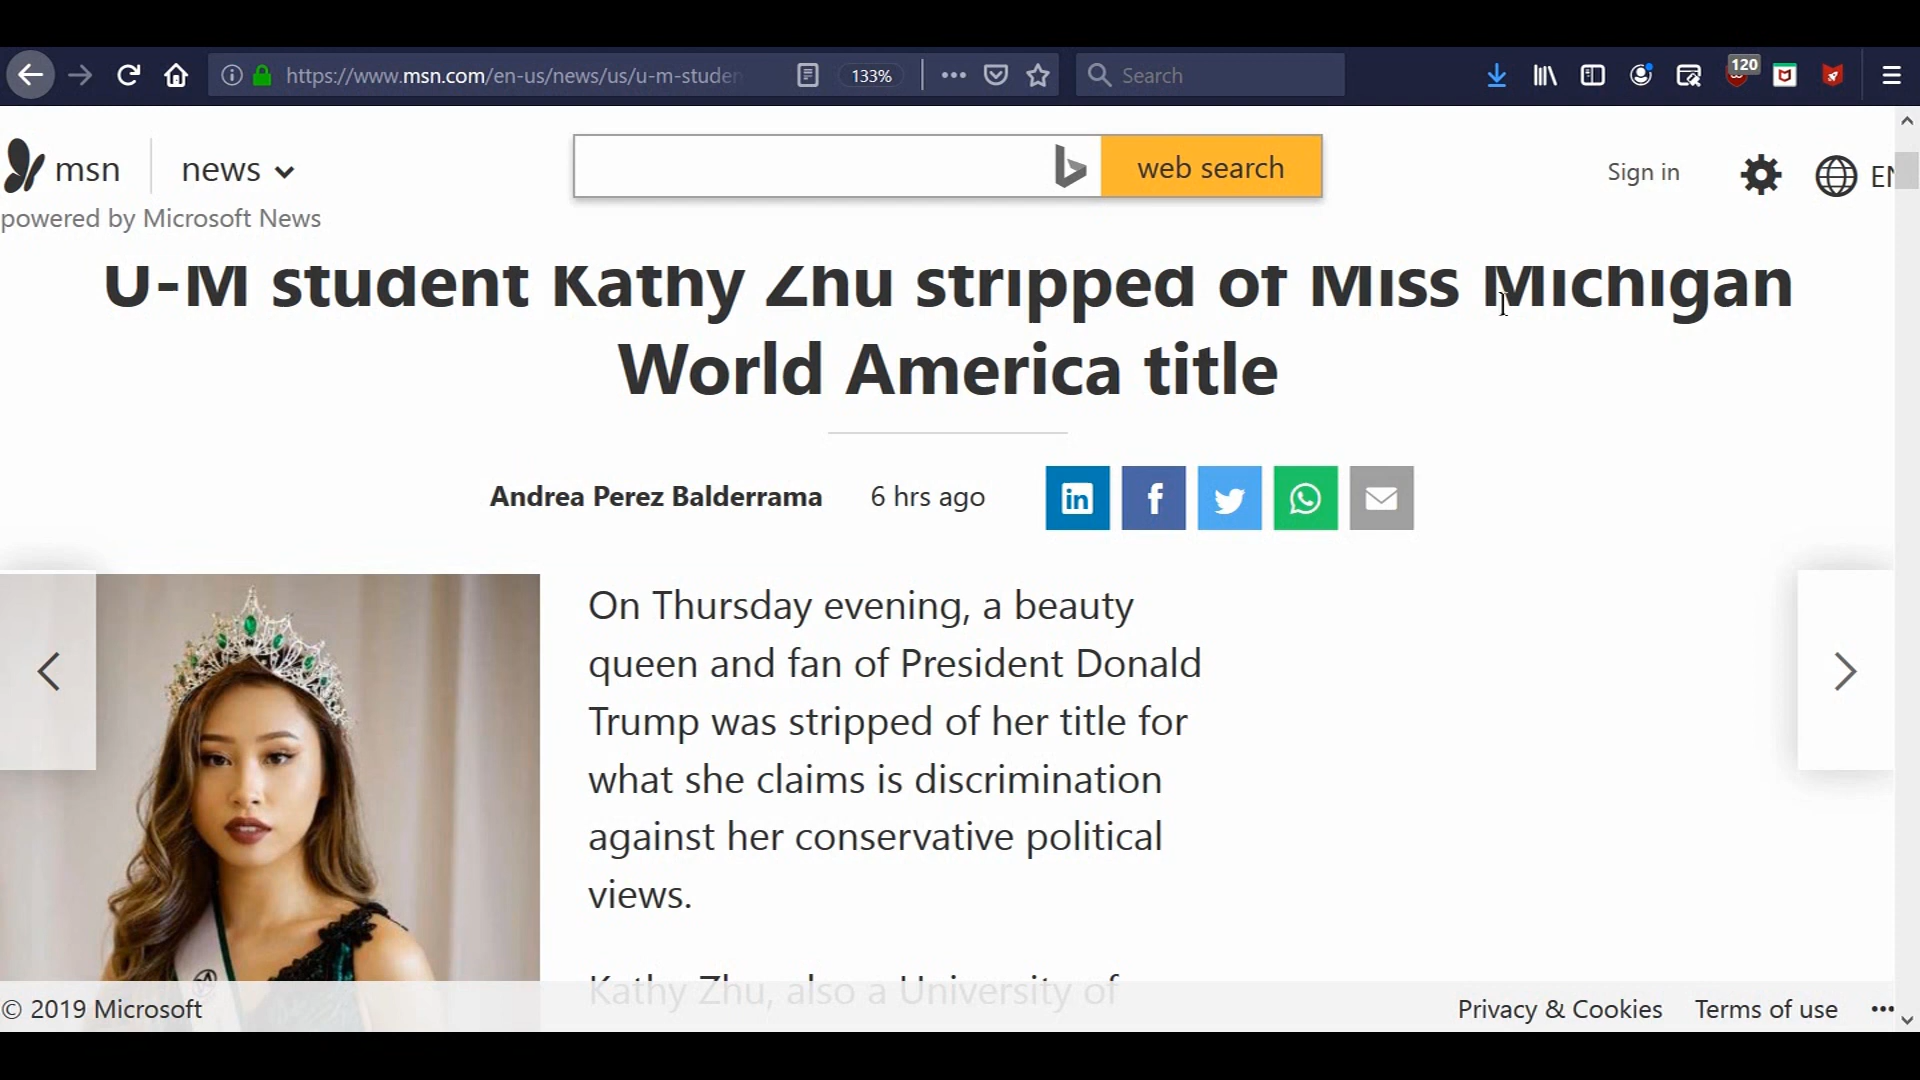 https://www.msn.com/en-us/news/us/u-m-studen
133%
Search
120
msn
news
web search
Sign in
EN
powered by Microsoft News
U-M student Kathy Zhu stripped of Miss Michigan
World America title
Andrea Perez Balderrama
6 hrs ago
in
f
On Thursday evening, a beauty
queen and fan of President Donald
Trump was stripped of her title for
what she claims is discrimination
against her conservative political
views.
Kathy Zhu, also a University of
© 2019 Microsoft
Privacy & Cookies
Terms of use